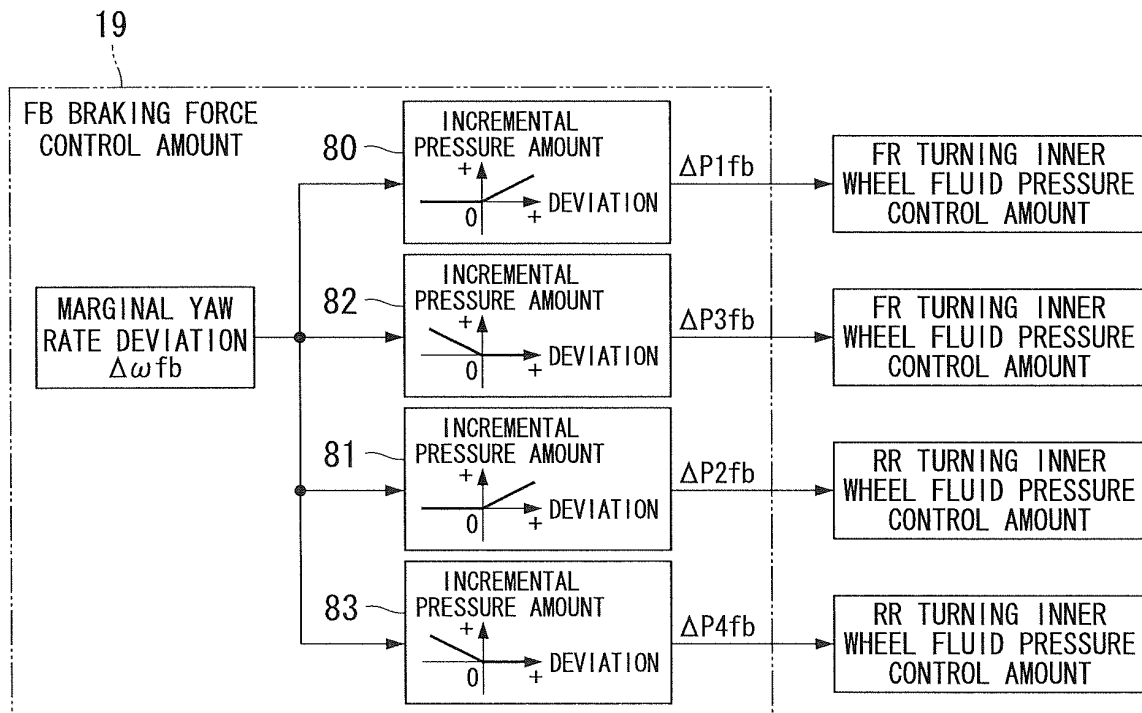 19
FB BRAKING FORCE
CONTROL AMOUNT
80
INCREMENTAL
PRESSURE AMOUNT
+
0
+
DEVIATION
ΔP1fb
FR TURNING INNER
WHEEL FLUID PRESSURE
CONTROL AMOUNT
MARGINAL YAW
RATE DEVIATION
Δωfb
82
INCREMENTAL
PRESSURE AMOUNT
+
0
+
DEVIATION
ΔP3fb
FR TURNING INNER
WHEEL FLUID PRESSURE
CONTROL AMOUNT
81
INCREMENTAL
PRESSURE AMOUNT
+
0
+
DEVIATION
ΔP2fb
RR TURNING INNER
WHEEL FLUID PRESSURE
CONTROL AMOUNT
83
INCREMENTAL
PRESSURE AMOUNT
+
0
+
DEVIATION
ΔP4fb
RR TURNING INNER
WHEEL FLUID PRESSURE
CONTROL AMOUNT